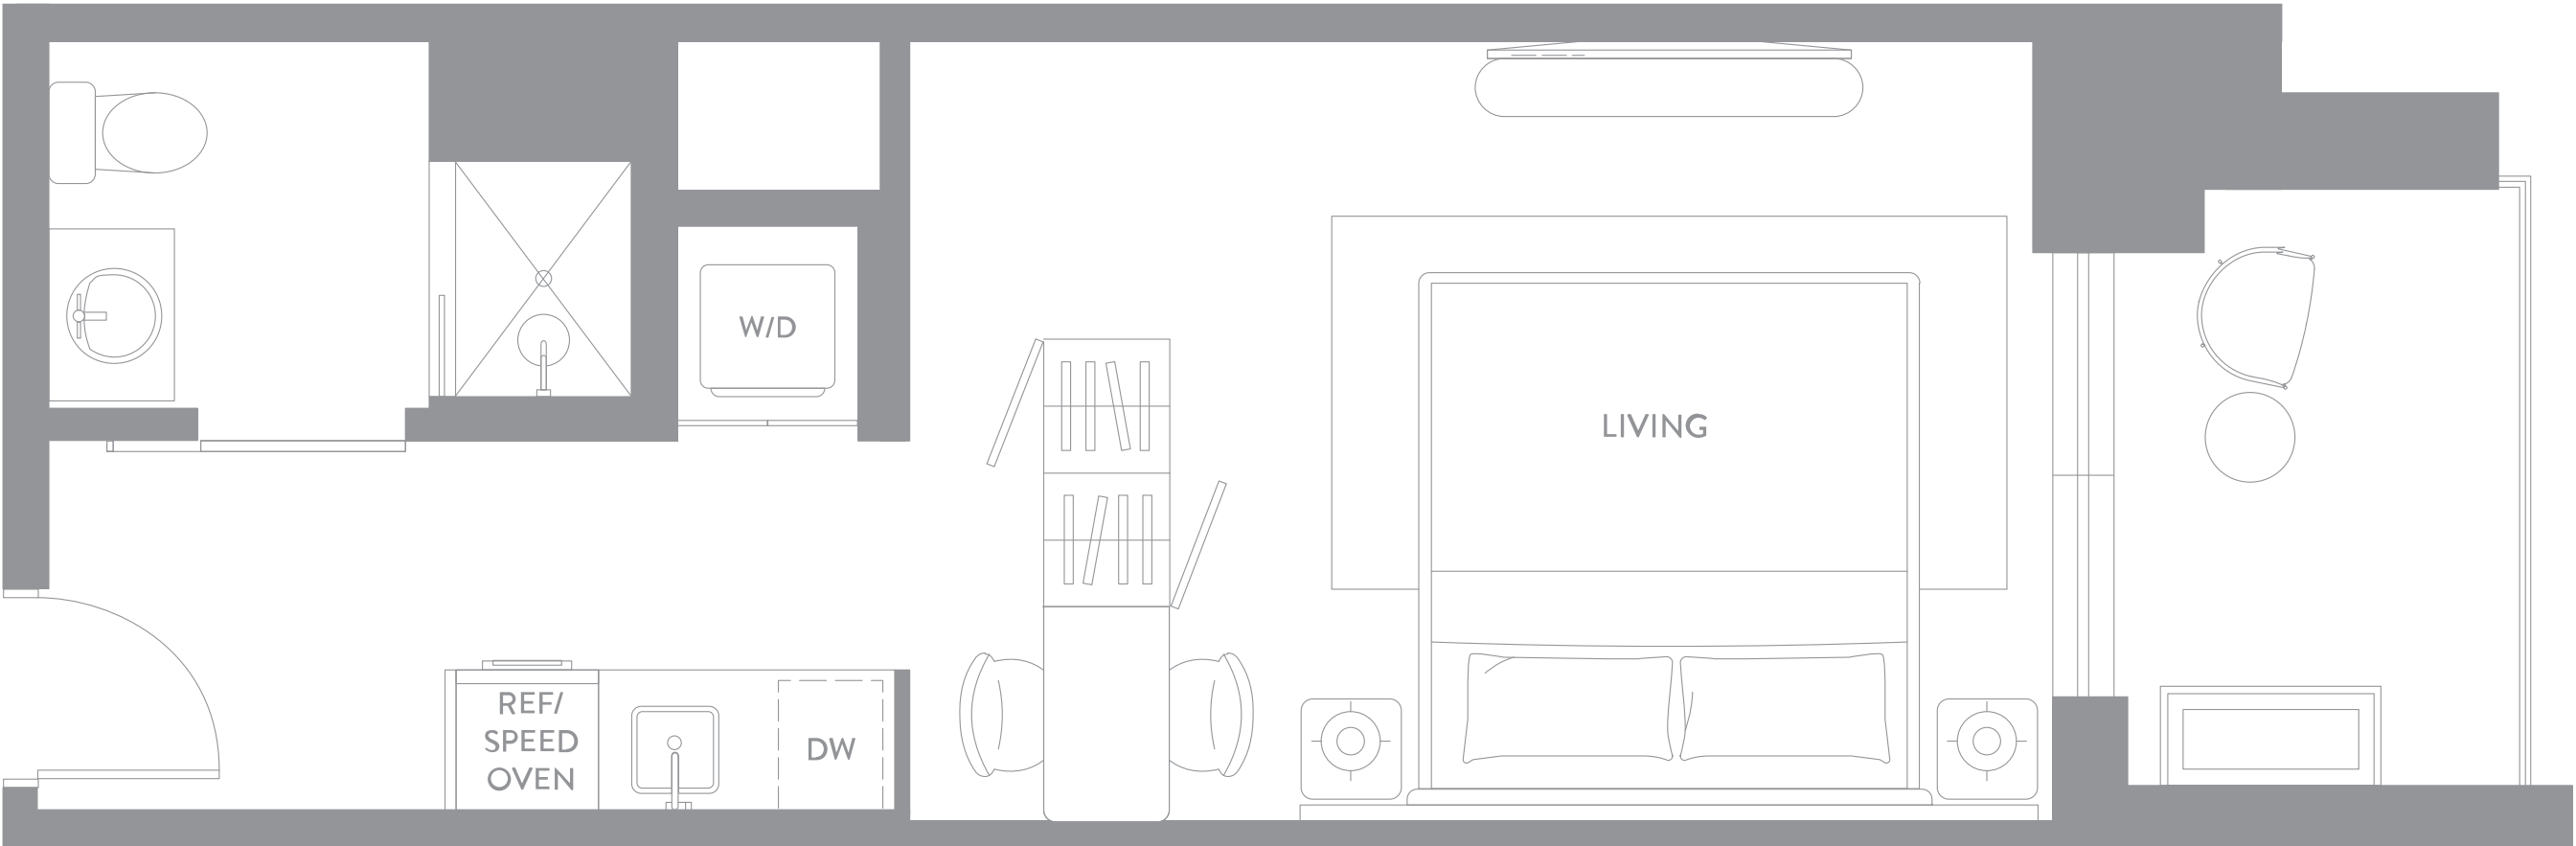 W/D
LIVING
REF/
SPEED
OVEN
DW